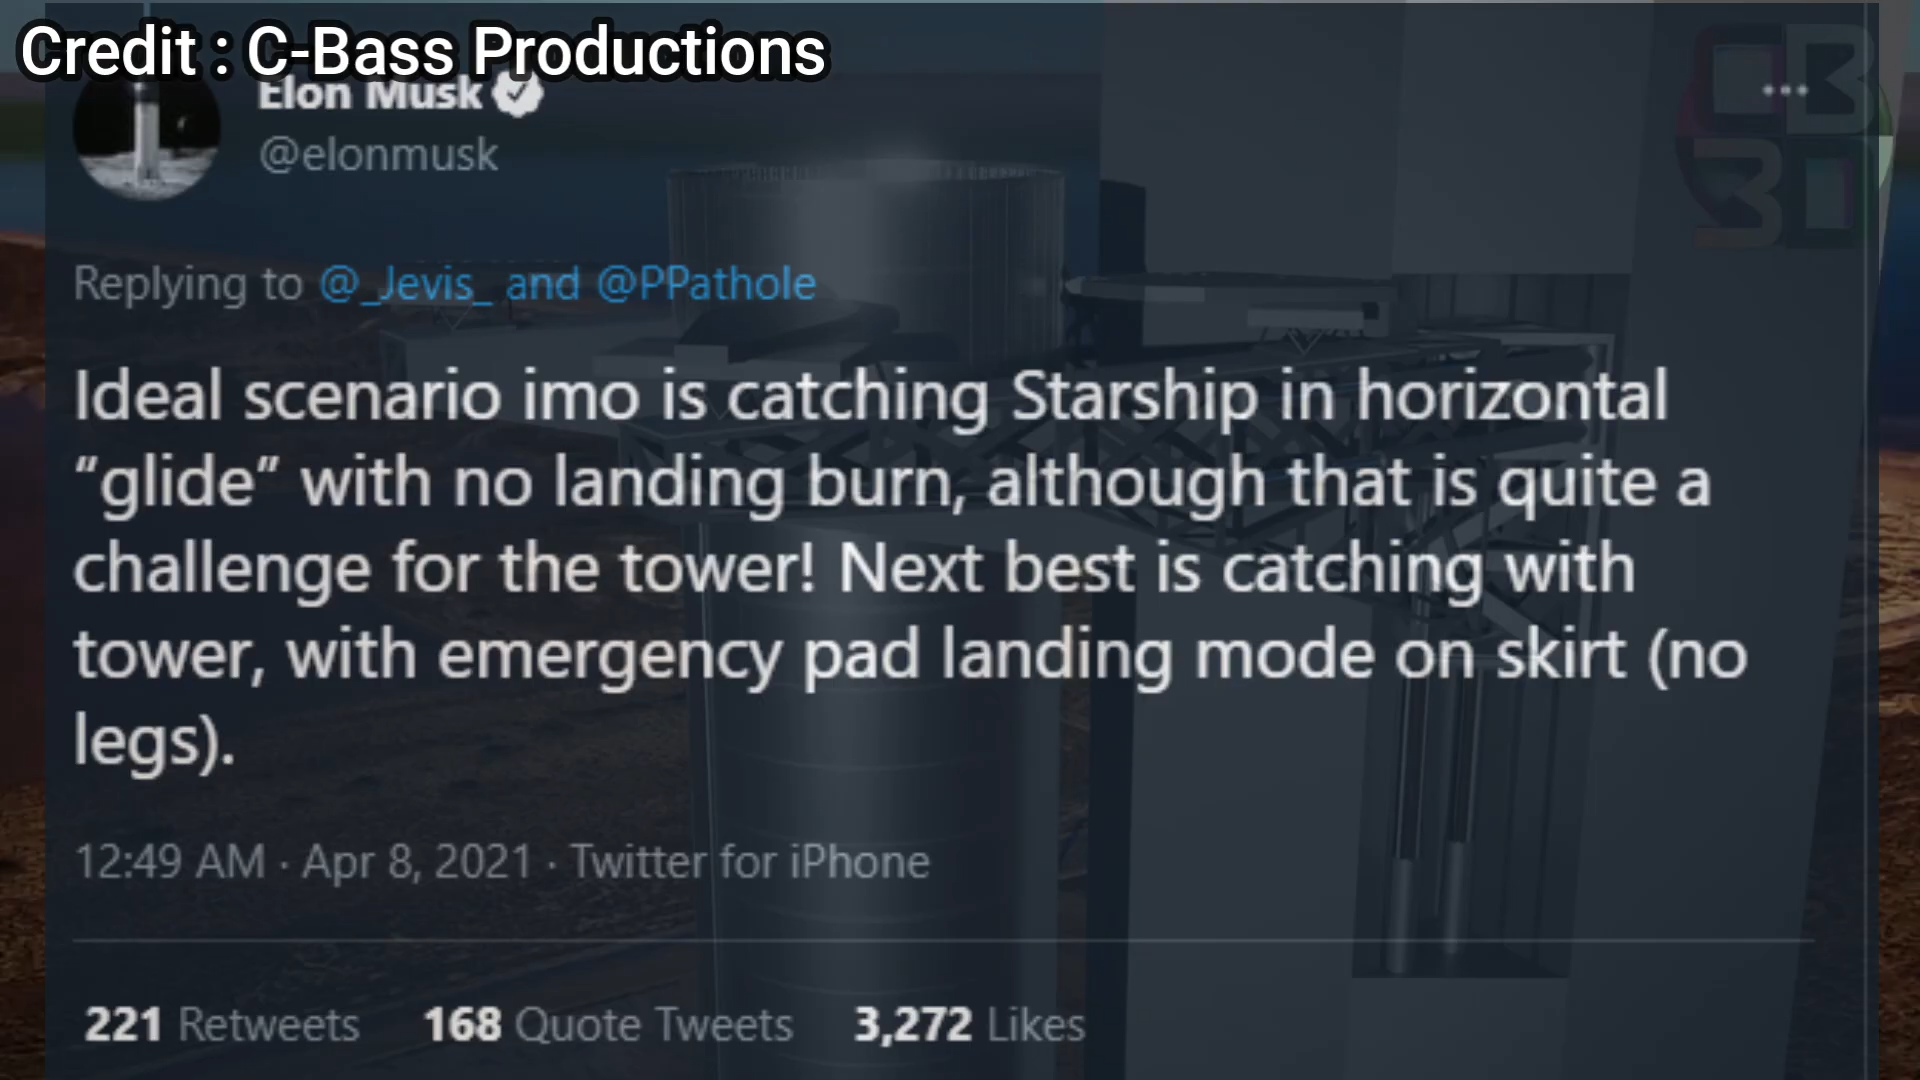 Credit : C-Bass Productions
Elon Musk
@elonmusk
Replying to @_Jevis_ and @PPathole
Ideal scenario imo is catching Starship in horizontal
“glide” with no landing burn, although that is quite a
challenge for the tower! Next best is catching with
tower, with emergency pad landing mode on skirt (no
legs).
12:49 AM · Apr 8, 2021 · Twitter for iPhone
221 Retweets 168 Quote Tweets 3,272 Likes